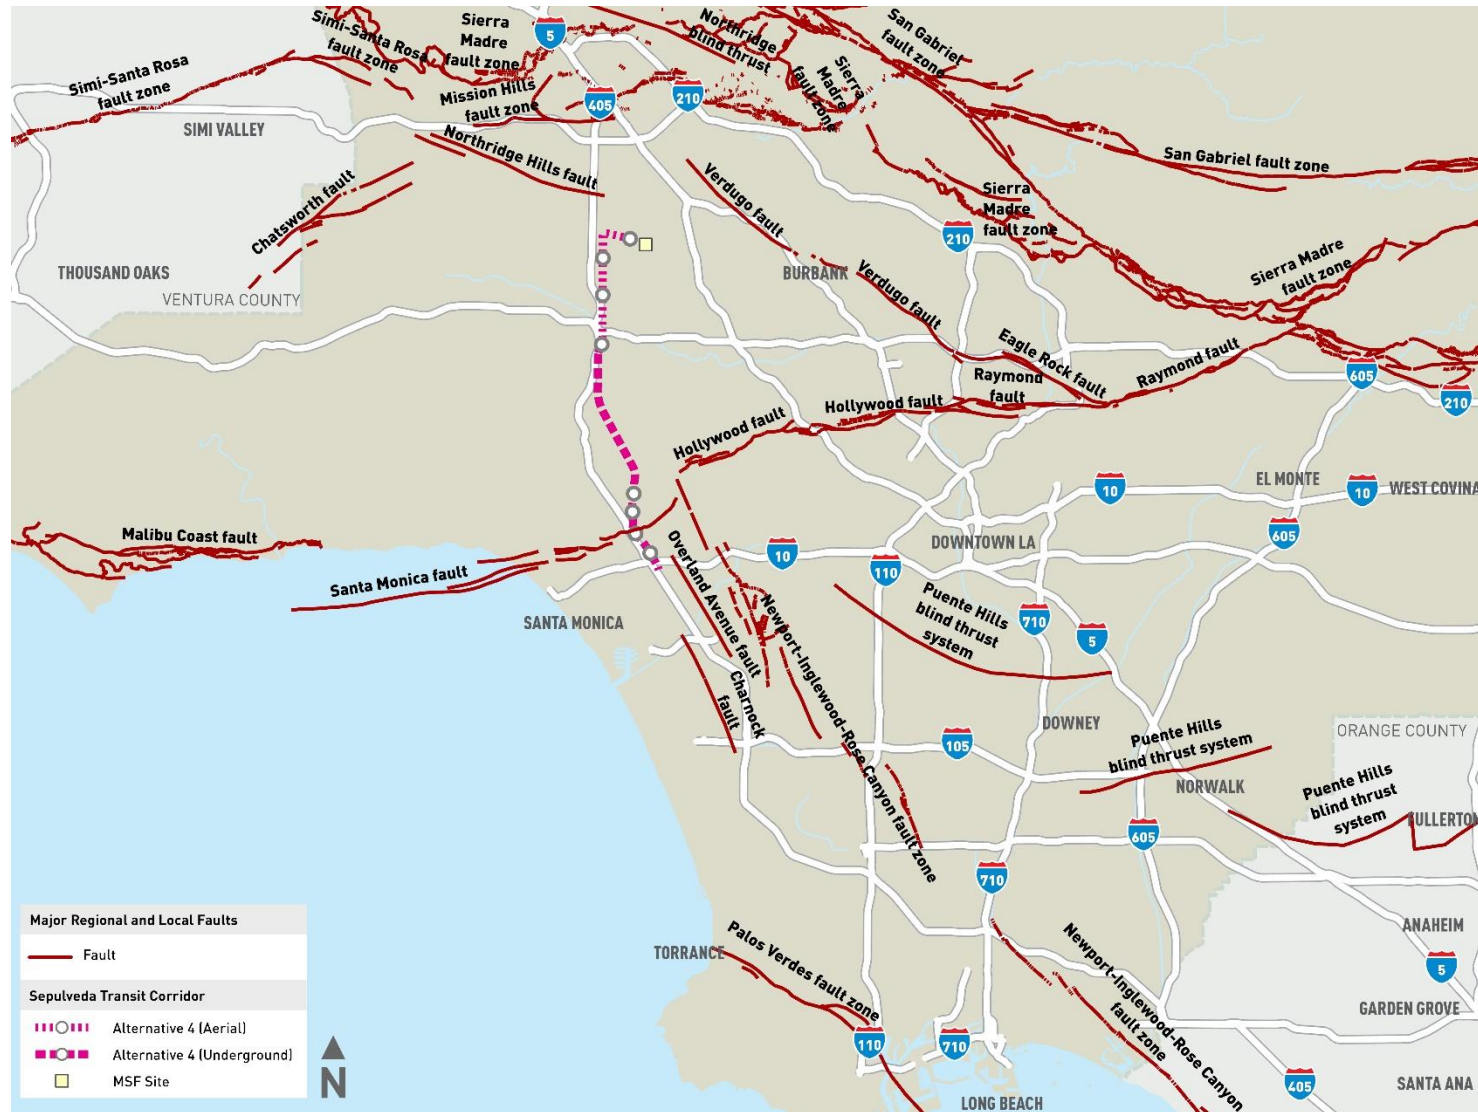 Simi-Santa Rosa
fault zone
Simi-Santa Rosa
fault zone
Sierra
Madre
fault zone
5
Northridge
blind thrust
San Gabriel
fault zone
Mission Hills
fault zone
405
210
Sierra
Madre
fault zone
SIMI VALLEY
Northridge Hills fault
San Gabriel fault zone
Chatsworth fault
Verdugo fault
Sierra
Madre
fault zone
210
THOUSAND OAKS
VENTURA COUNTY
BURBANK
Verdugo fault
Sierra Madre
fault zone
Eagle Rock fault
Raymond
fault
Raymond fault
605
210
Hollywood fault
Hollywood fault
EL MONTE
10
10
WEST COVINA
Malibu Coast fault
605
DOWNTOWN LA
10
110
Santa Monica fault
Overland Avenue fault
SANTA MONICA
Newport-Inglewood-Rose Canyon fault zone
Puente Hills
blind thrust
system
710
5
Charnock
fault
DOWNEY
105
Puente Hills
blind thrust system
ORANGE COUNTY
NORWALK
Puente Hills
blind thrust
system
FULLERTON
605
710
ANAHEIM
TORRANCE
Palos Verdes fault zone
Newport-Inglewood-Rose Canyon
fault zone
5
GARDEN GROVE
110
710
405
SANTA ANA
LONG BEACH
Major Regional and Local Faults
Fault
Sepulveda Transit Corridor
Alternative 4 (Aerial)
Alternative 4 (Underground)
MSF Site
N